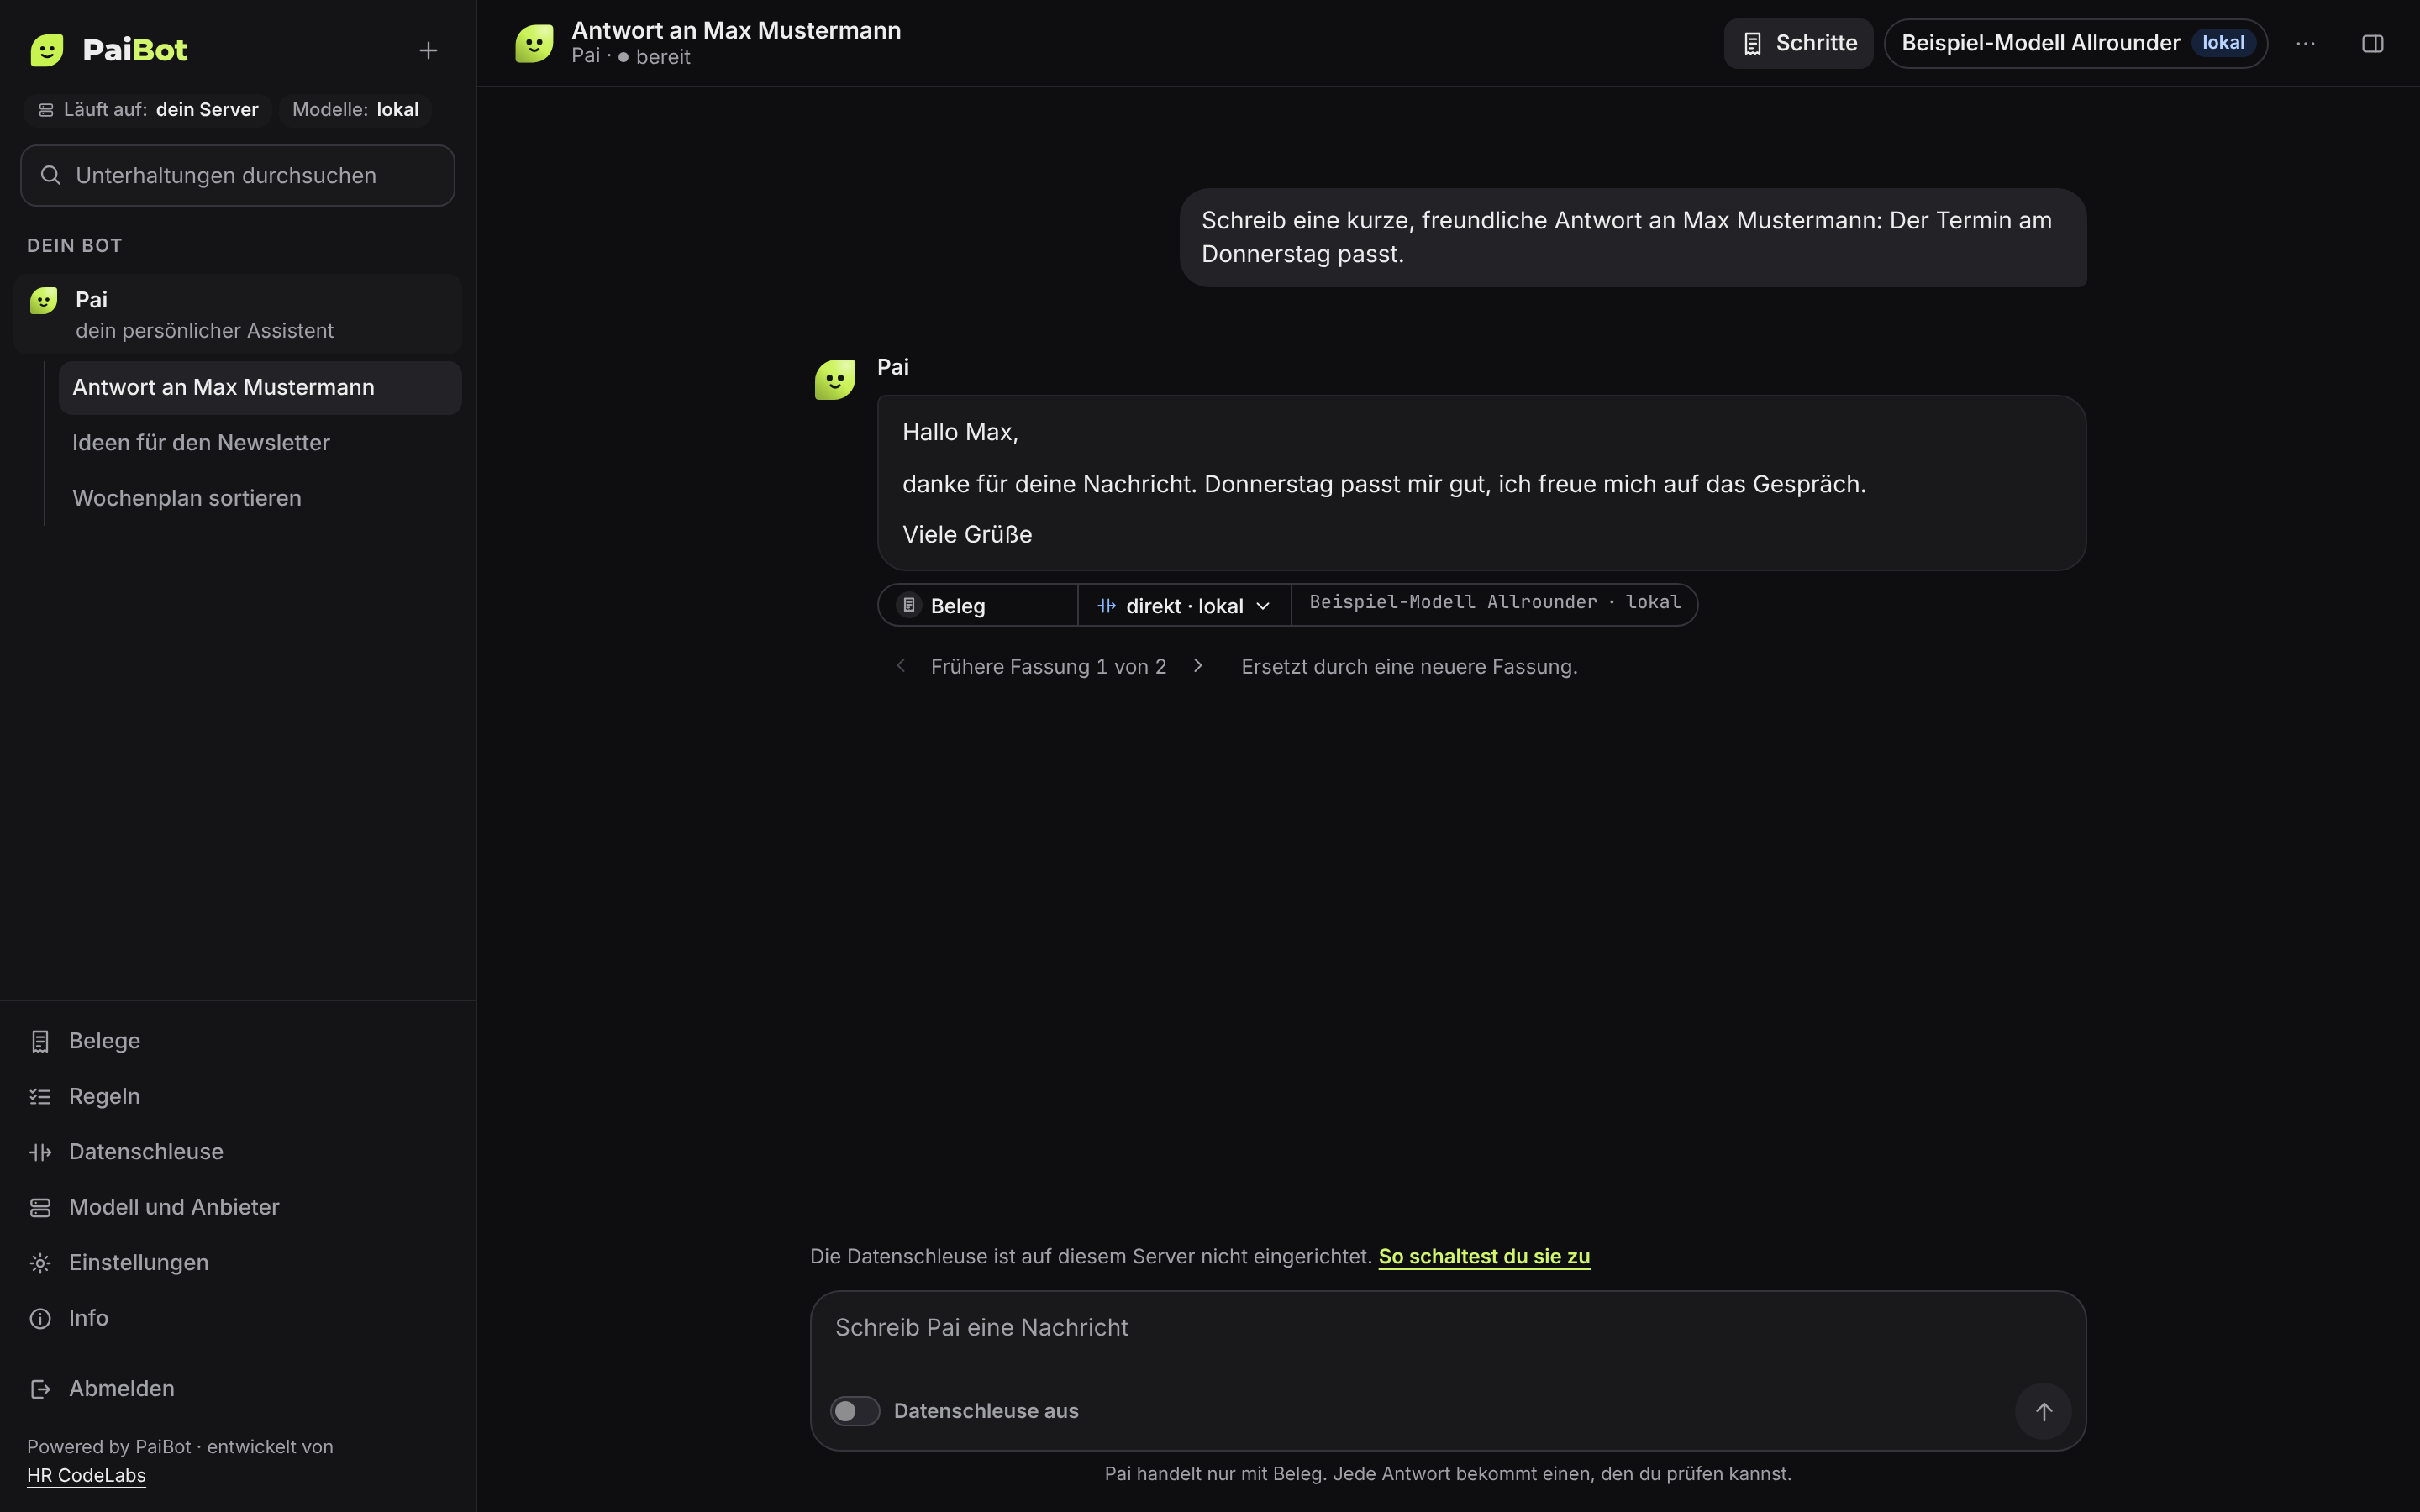 PaiBot
Läuft auf: dein Server
Modelle: lokal
Unterhaltungen durchsuchen
DEIN BOT
Pai
dein persönlicher Assistent
Antwort an Max Mustermann
Ideen für den Newsletter
Wochenplan sortieren
Belege
Regeln
Datenschleuse
Modell und Anbieter
Einstellungen
Info
Abmelden
Powered by PaiBot · entwickelt von
HR CodeLabs
Antwort an Max Mustermann
Pai · bereit
Schritte
Beispiel-Modell Allrounder lokal
Schreib eine kurze, freundliche Antwort an Max Mustermann: Der Termin am
Donnerstag passt.
Pai
Hallo Max,
danke für deine Nachricht. Donnerstag passt mir gut, ich freue mich auf das Gespräch.
Viele Grüße
Beleg
direkt · lokal
Beispiel-Modell Allrounder · lokal
Frühere Fassung 1 von 2
Ersetzt durch eine neuere Fassung.
Die Datenschleuse ist auf diesem Server nicht eingerichtet. So schaltest du sie zu
Schreib Pai eine Nachricht
Datenschleuse aus
Pai handelt nur mit Beleg. Jede Antwort bekommt einen, den du prüfen kannst.